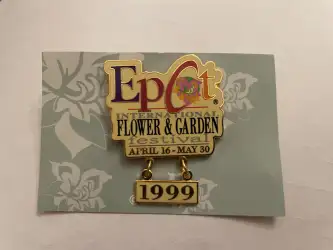 Epcot®
INTERNATIONAL
FLOWER & GARDEN
festival
APRIL 16 - MAY 30
1999